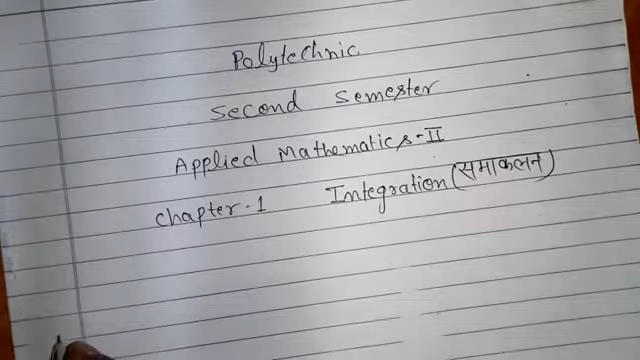 Polytechnic
Second Semester
Applied Mathematics-II
Chapter-1 Integration (समाकलन)